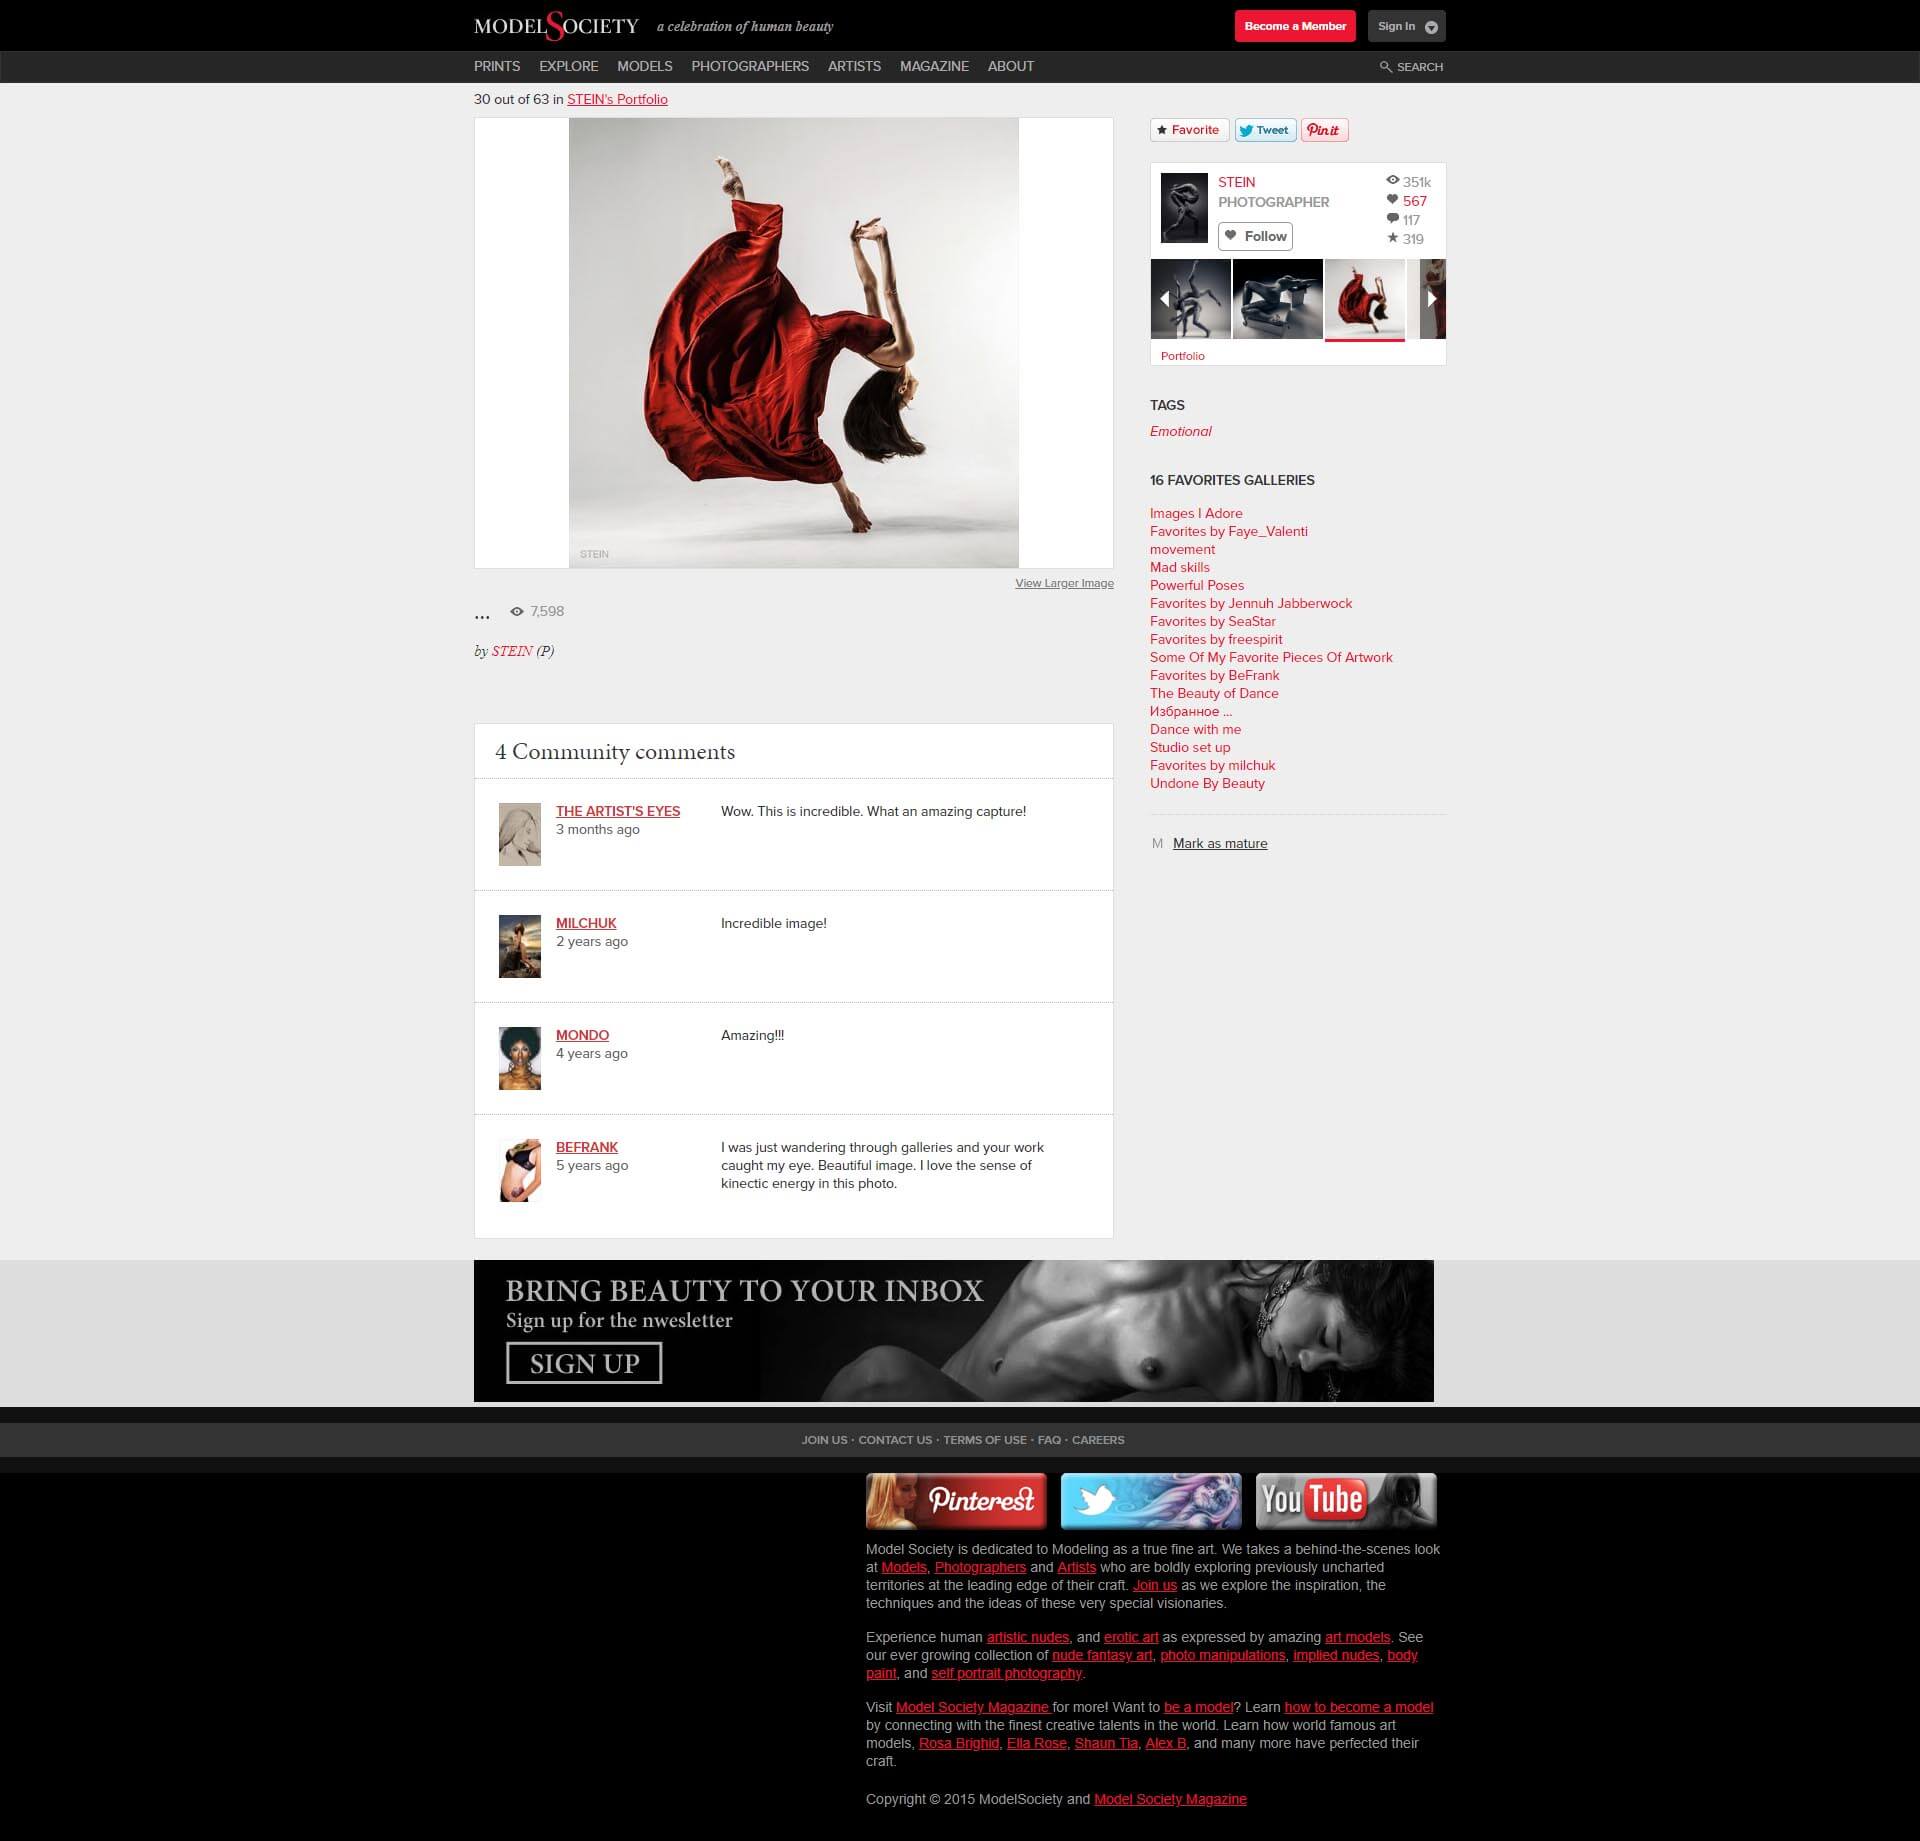 MODELSOCIETY a celebration of human beauty
Become a Member Sign In
PRINTS EXPLORE MODELS PHOTOGRAPHERS ARTISTS MAGAZINE ABOUT SEARCH
30 out of 63 in STEIN's Portfolio
STEIN
View Larger Image
... 7,598
by STEIN (P)
4 Community comments
THE ARTIST'S EYES
3 months ago
Wow. This is incredible. What an amazing capture!
MILCHUK
2 years ago
Incredible image!
MONDO
4 years ago
Amazing!!!
BEFRANK
5 years ago
I was just wandering through galleries and your work
caught my eye. Beautiful image. I love the sense of
kinectic energy in this photo.
Favorite Tweet Pin it
STEIN
PHOTOGRAPHER
Follow
351k
567
117
319
Portfolio
TAGS
Emotional
16 FAVORITES GALLERIES
Images I Adore
Favorites by Faye_Valenti
movement
Mad skills
Powerful Poses
Favorites by Jennuh Jabberwock
Favorites by SeaStar
Favorites by freespirit
Some Of My Favorite Pieces Of Artwork
Favorites by BeFrank
The Beauty of Dance
Избранное ...
Dance with me
Studio set up
Favorites by milchuk
Undone By Beauty
M Mark as mature
BRING BEAUTY TO YOUR INBOX
Sign up for the nwesletter
SIGN UP
JOIN US · CONTACT US · TERMS OF USE · FAQ · CAREERS
Pinterest
You Tube
Model Society is dedicated to Modeling as a true fine art. We takes a behind-the-scenes look
at Models, Photographers and Artists who are boldly exploring previously uncharted
territories at the leading edge of their craft. Join us as we explore the inspiration, the
techniques and the ideas of these very special visionaries.
Experience human artistic nudes, and erotic art as expressed by amazing art models. See
our ever growing collection of nude fantasy art, photo manipulations, implied nudes, body
paint, and self portrait photography.
Visit Model Society Magazine for more! Want to be a model? Learn how to become a model
by connecting with the finest creative talents in the world. Learn how world famous art
models, Rosa Brighid, Ella Rose, Shaun Tia, Alex B, and many more have perfected their
craft.
Copyright © 2015 ModelSociety and Model Society Magazine